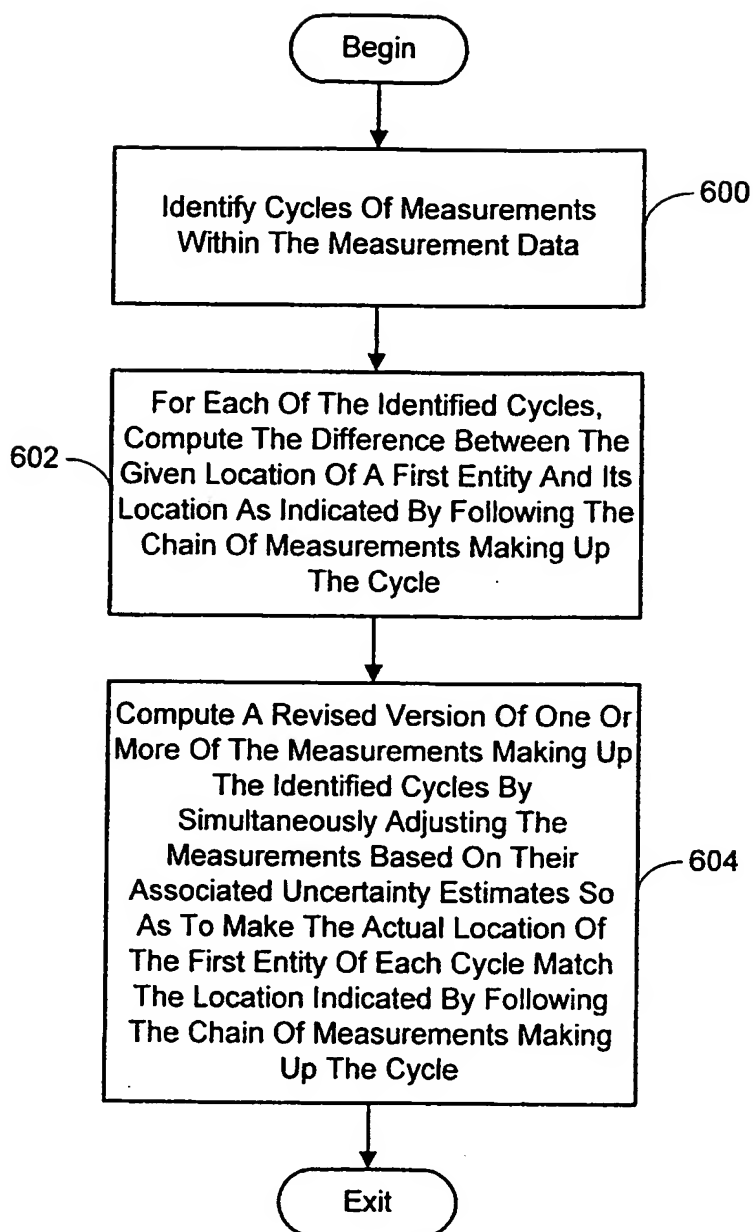 Begin
Identify Cycles Of Measurements
Within The Measurement Data
600
For Each Of The Identified Cycles,
Compute The Difference Between The
Given Location Of A First Entity And Its
Location As Indicated By Following The
Chain Of Measurements Making Up
The Cycle
602
Compute A Revised Version Of One Or
More Of The Measurements Making Up
The Identified Cycles By
Simultaneously Adjusting The
Measurements Based On Their
Associated Uncertainty Estimates So
As To Make The Actual Location Of
The First Entity Of Each Cycle Match
The Location Indicated By Following
The Chain Of Measurements Making
Up The Cycle
604
Exit